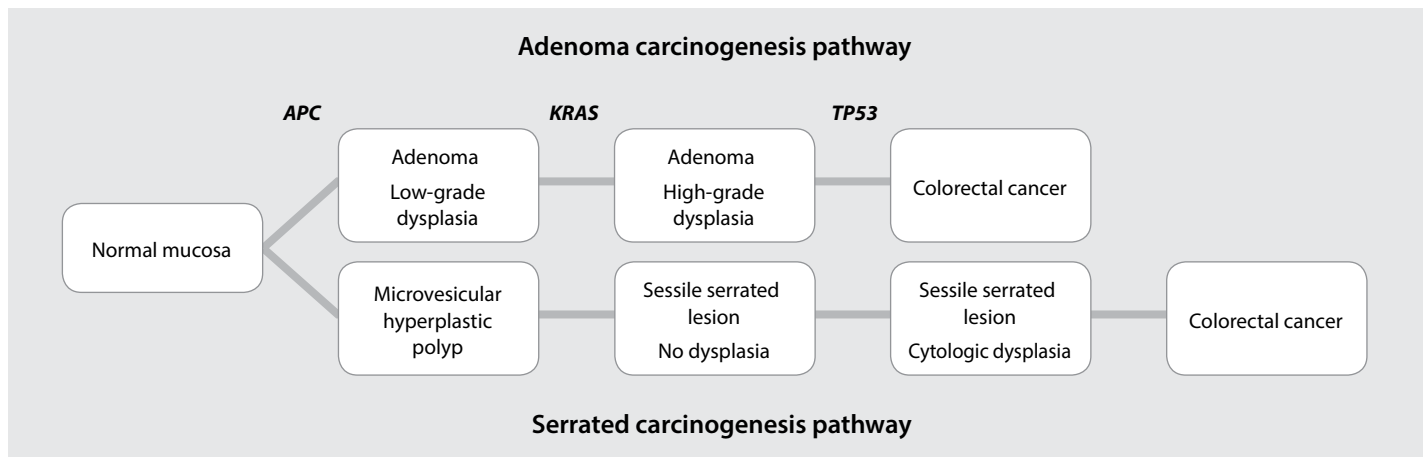 Adenoma carcinogenesis pathway
APC
KRAS
TP53
Adenoma
Low-grade
dysplasia
Adenoma
High-grade
dysplasia
Colorectal cancer
Normal mucosa
Microvesicular
hyperplastic
polyp
Sessile serrated
lesion
No dysplasia
Sessile serrated
lesion
Cytologic dysplasia
Colorectal cancer
Serrated carcinogenesis pathway